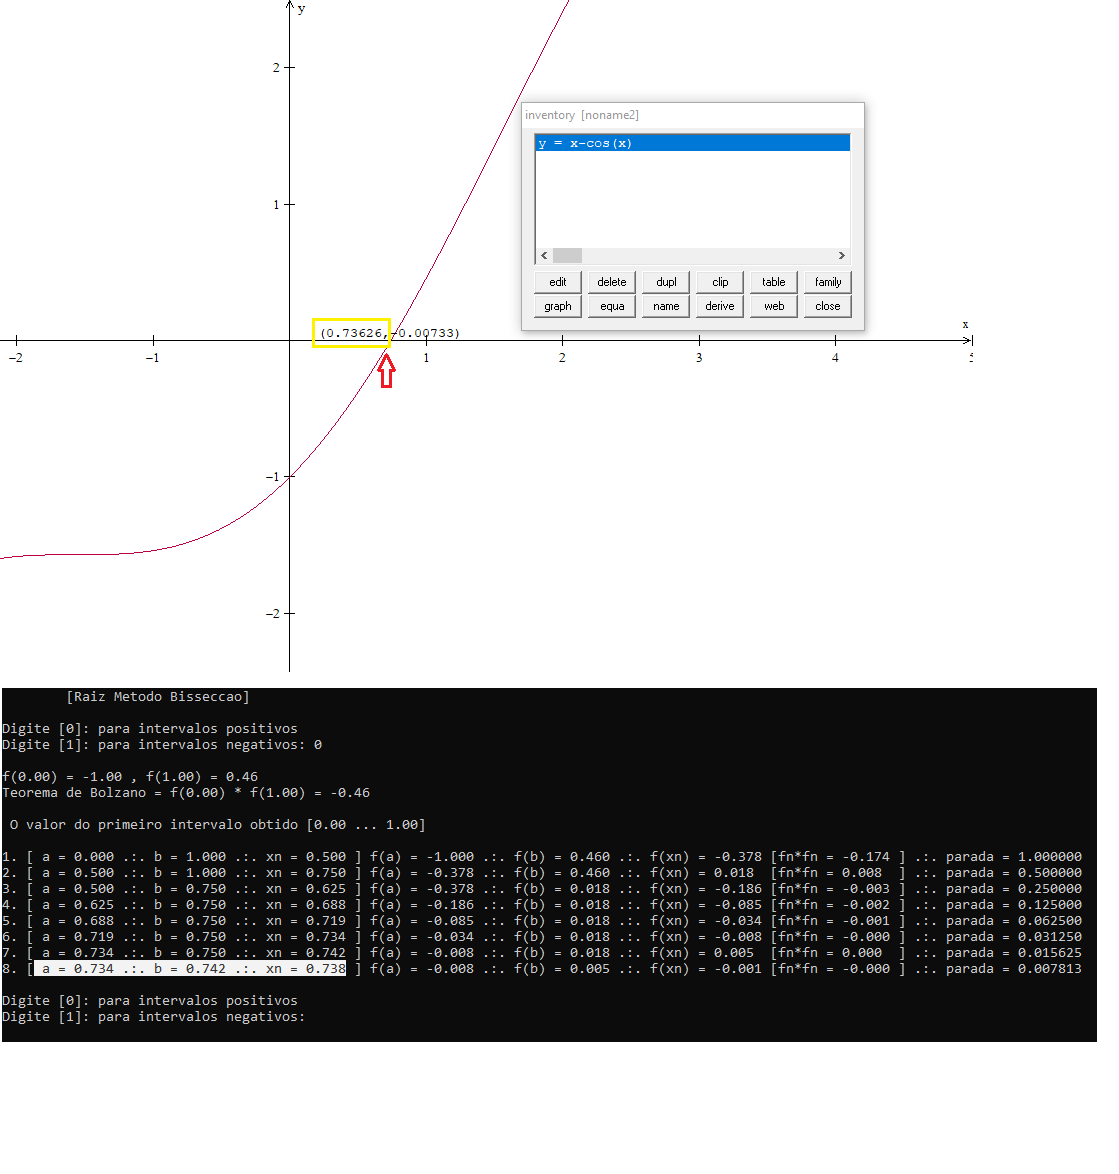 y
2
inventory [noname2]
y = x-cos(x)
1
edit delete dupl clip table family
graph equa name derive web close
x
(0.73626,-0.00733)
−2 −1 1 2 3 4 5
−1
−2
[Raiz Metodo Bisseccao]
Digite [0]: para intervalos positivos
Digite [1]: para intervalos negativos: 0
f(0.00) = -1.00 , f(1.00) = 0.46
Teorema de Bolzano = f(0.00) * f(1.00) = -0.46
O valor do primeiro intervalo obtido [0.00 ... 1.00]
1. [ a = 0.000 .:. b = 1.000 .:. xn = 0.500 ] f(a) = -1.000 .:. f(b) = 0.460 .:. f(xn) = -0.378 [fn*fn = -0.174 ] .:. parada = 1.000000
2. [ a = 0.500 .:. b = 1.000 .:. xn = 0.750 ] f(a) = -0.378 .:. f(b) = 0.460 .:. f(xn) = 0.018  [fn*fn = 0.008  ] .:. parada = 0.500000
3. [ a = 0.500 .:. b = 0.750 .:. xn = 0.625 ] f(a) = -0.378 .:. f(b) = 0.018 .:. f(xn) = -0.186 [fn*fn = -0.003 ] .:. parada = 0.250000
4. [ a = 0.625 .:. b = 0.750 .:. xn = 0.688 ] f(a) = -0.186 .:. f(b) = 0.018 .:. f(xn) = -0.085 [fn*fn = -0.002 ] .:. parada = 0.125000
5. [ a = 0.688 .:. b = 0.750 .:. xn = 0.719 ] f(a) = -0.085 .:. f(b) = 0.018 .:. f(xn) = -0.034 [fn*fn = -0.001 ] .:. parada = 0.062500
6. [ a = 0.719 .:. b = 0.750 .:. xn = 0.734 ] f(a) = -0.034 .:. f(b) = 0.018 .:. f(xn) = -0.008 [fn*fn = -0.000 ] .:. parada = 0.031250
7. [ a = 0.734 .:. b = 0.750 .:. xn = 0.742 ] f(a) = -0.008 .:. f(b) = 0.018 .:. f(xn) = 0.005  [fn*fn = 0.000  ] .:. parada = 0.015625
8. [ a = 0.734 .:. b = 0.742 .:. xn = 0.738 ] f(a) = -0.008 .:. f(b) = 0.005 .:. f(xn) = -0.001 [fn*fn = -0.000 ] .:. parada = 0.007813
Digite [0]: para intervalos positivos
Digite [1]: para intervalos negativos: